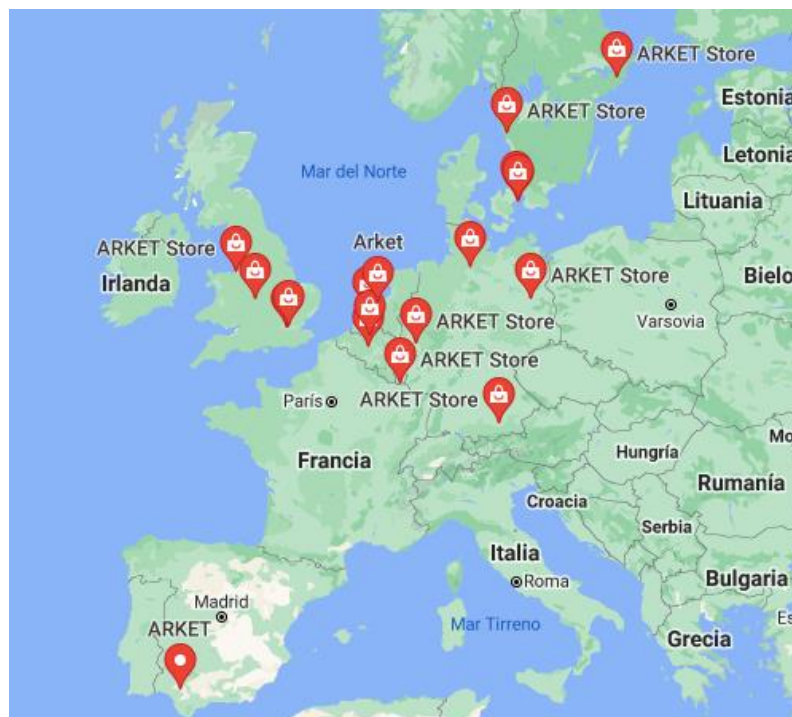 ARKET Store
Estonia
ARKET Store
Letonia
Mar del Norte
Lituania
ARKET Store
Arket
Irlanda
ARKET Store
Bielo
ARKET Store
Varsovia
ARKET Store
París
ARKET Store
Mo
Francia
Hungría
Rumanía
Croacia
Serbia
Italia
Roma
Bulgaria
Madrid
Es
ARKET
Mar Tirreno
Grecia